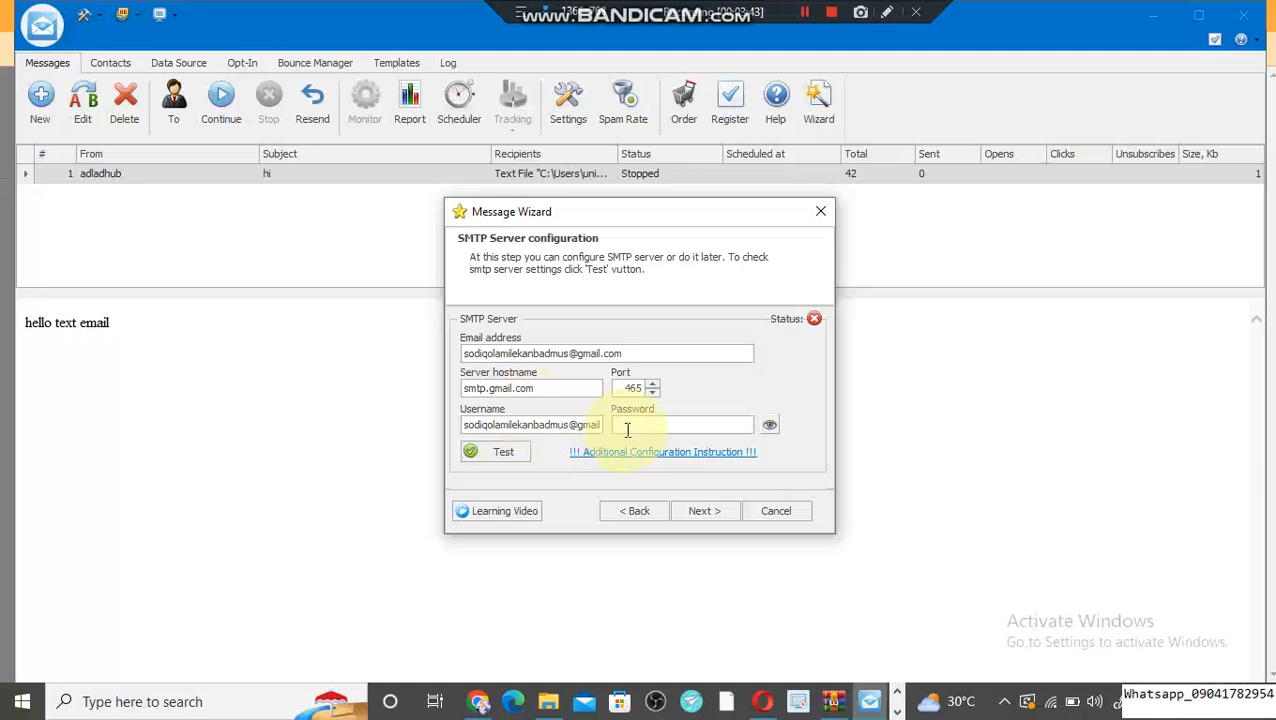 www.BANDICAM.com
Messages Contacts Data Source Opt-In Bounce Manager Templates Log
New Edit Delete To Continue Stop Resend Monitor Report Scheduler Tracking Settings Spam Rate Order Register Help Wizard
# From Subject Recipients Status Scheduled at Total Sent Opens Clicks Unsubscribes Size, Kb
1 adladhub hi Text File "C:\Users\uni... Stopped 42 0 1
Message Wizard
SMTP Server configuration
At this step you can configure SMTP server or do it later. To check
smtp server settings click 'Test' vutton.
hello text email
SMTP Server Status:
Email address
sodiqolamilekanbadmus@gmail.com
Server hostname Port
smtp.gmail.com 465
Username Password
sodiqolamilekanbadmus@gmail
Test !!! Additional Configuration Instruction !!!
Learning Video < Back Next > Cancel
Activate Windows
Go to Settings to activate Windows.
Type here to search 30°C Whatsapp_09041782954